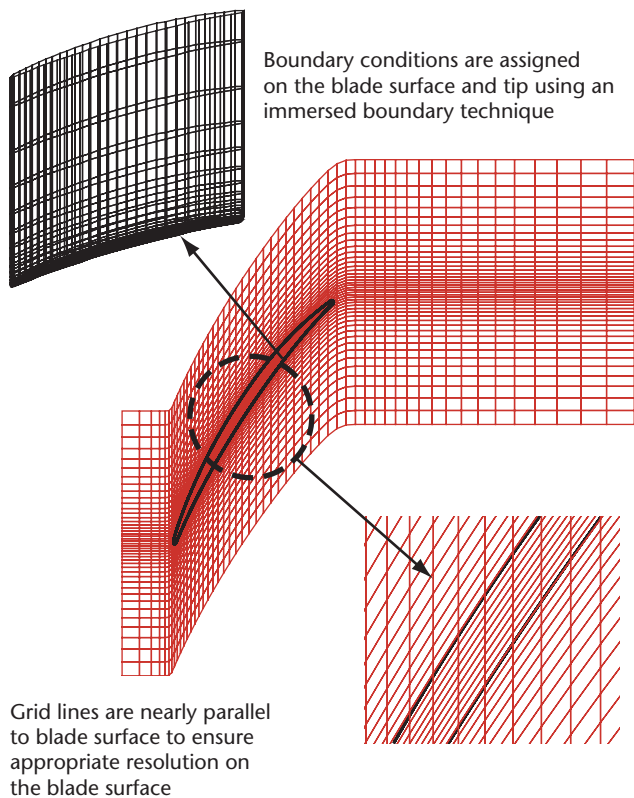 Boundary conditions are assigned
on the blade surface and tip using an
immersed boundary technique
Grid lines are nearly parallel
to blade surface to ensure
appropriate resolution on
the blade surface